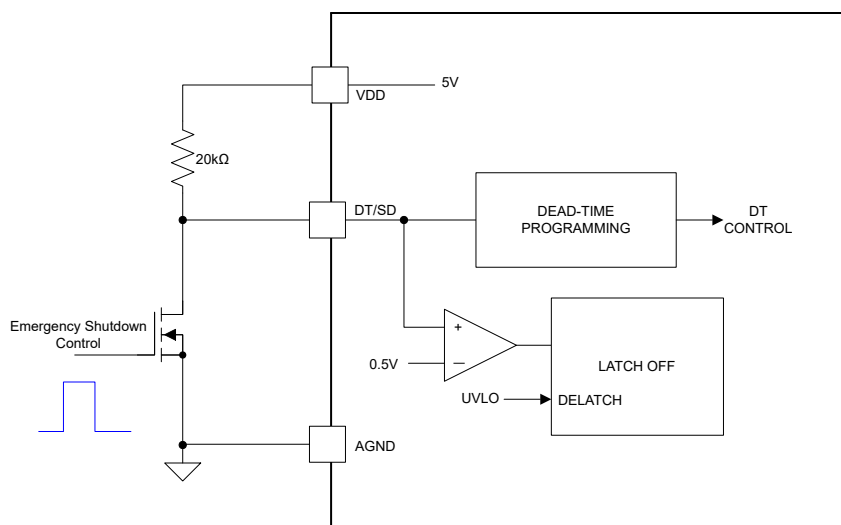 VDD
5V
20kΩ
DT/SD
DEAD-TIME
PROGRAMMING
DT
CONTROL
Emergency Shutdown
Control
+
0.5V
—
LATCH OFF
UVLO
DELATCH
AGND